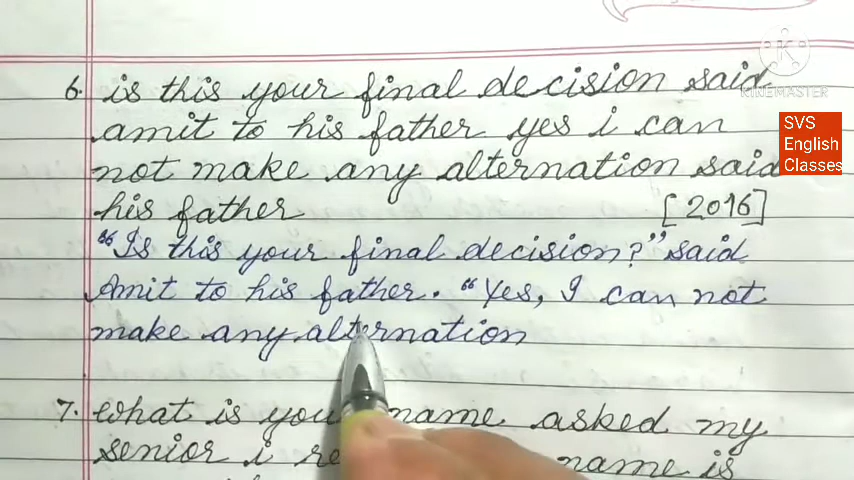 KINEMASTER
SVS
English
Classes
6. is this your final decision said
amit to his father yes i can
not make any alternation said
his father [2016]
“Is this your final decision?” said
Amit to his father. “Yes, I can not
make any alternation
7. What is you name asked my
senior i re name is